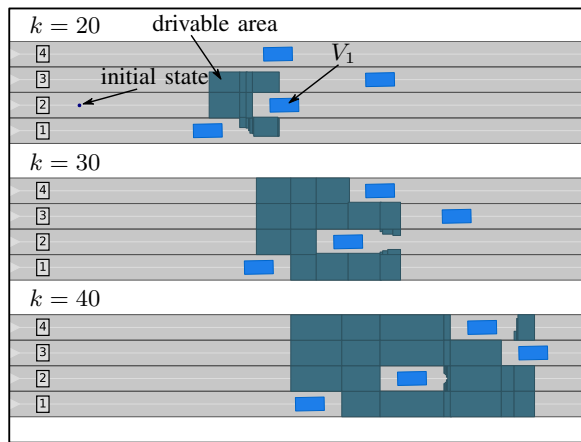 k = 20
drivable area
4
V₁
3
initial state
2
1
k = 30
4
3
2
1
k = 40
4
3
2
1